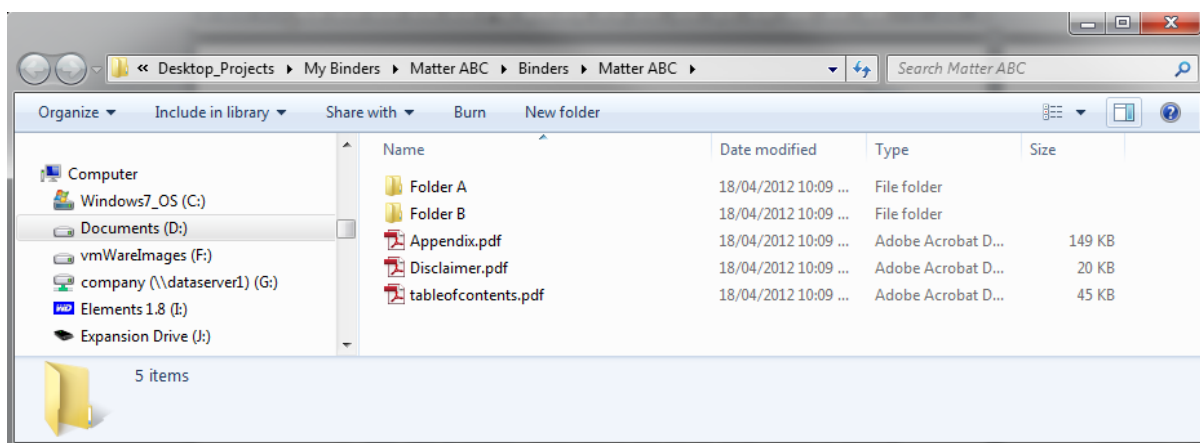 « Desktop_Projects ▸ My Binders ▸ Matter ABC ▸ Binders ▸ Matter ABC ▸ Search Matter ABC
Organize Include in library Share with Burn New folder
Name Date modified Type Size
Computer
Windows7_OS (C:)
Documents (D:)
vmWareImages (F:)
company (\\dataserver1) (G:)
WD Elements 1.8 (I:)
Expansion Drive (J:)
Folder A 18/04/2012 10:09 ... File folder
Folder B 18/04/2012 10:09 ... File folder
Appendix.pdf 18/04/2012 10:09 ... Adobe Acrobat D... 149 KB
Disclaimer.pdf 18/04/2012 10:09 ... Adobe Acrobat D... 20 KB
tableofcontents.pdf 18/04/2012 10:09 ... Adobe Acrobat D... 45 KB
5 items